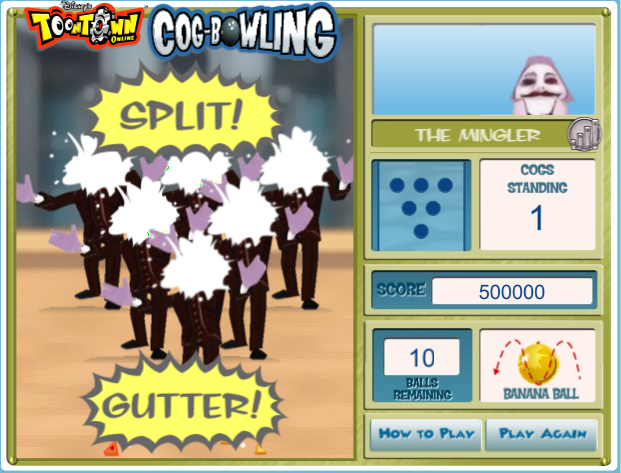 Disney's
TOONTOWN
ONLINE
COG-BOWLING
SPLIT!
THE MINGLER
COGS
STANDING
1
SCORE 500000
10
BALLS
REMAINING
BANANA BALL
GUTTER!
HOW TO PLAY
PLAY AGAIN